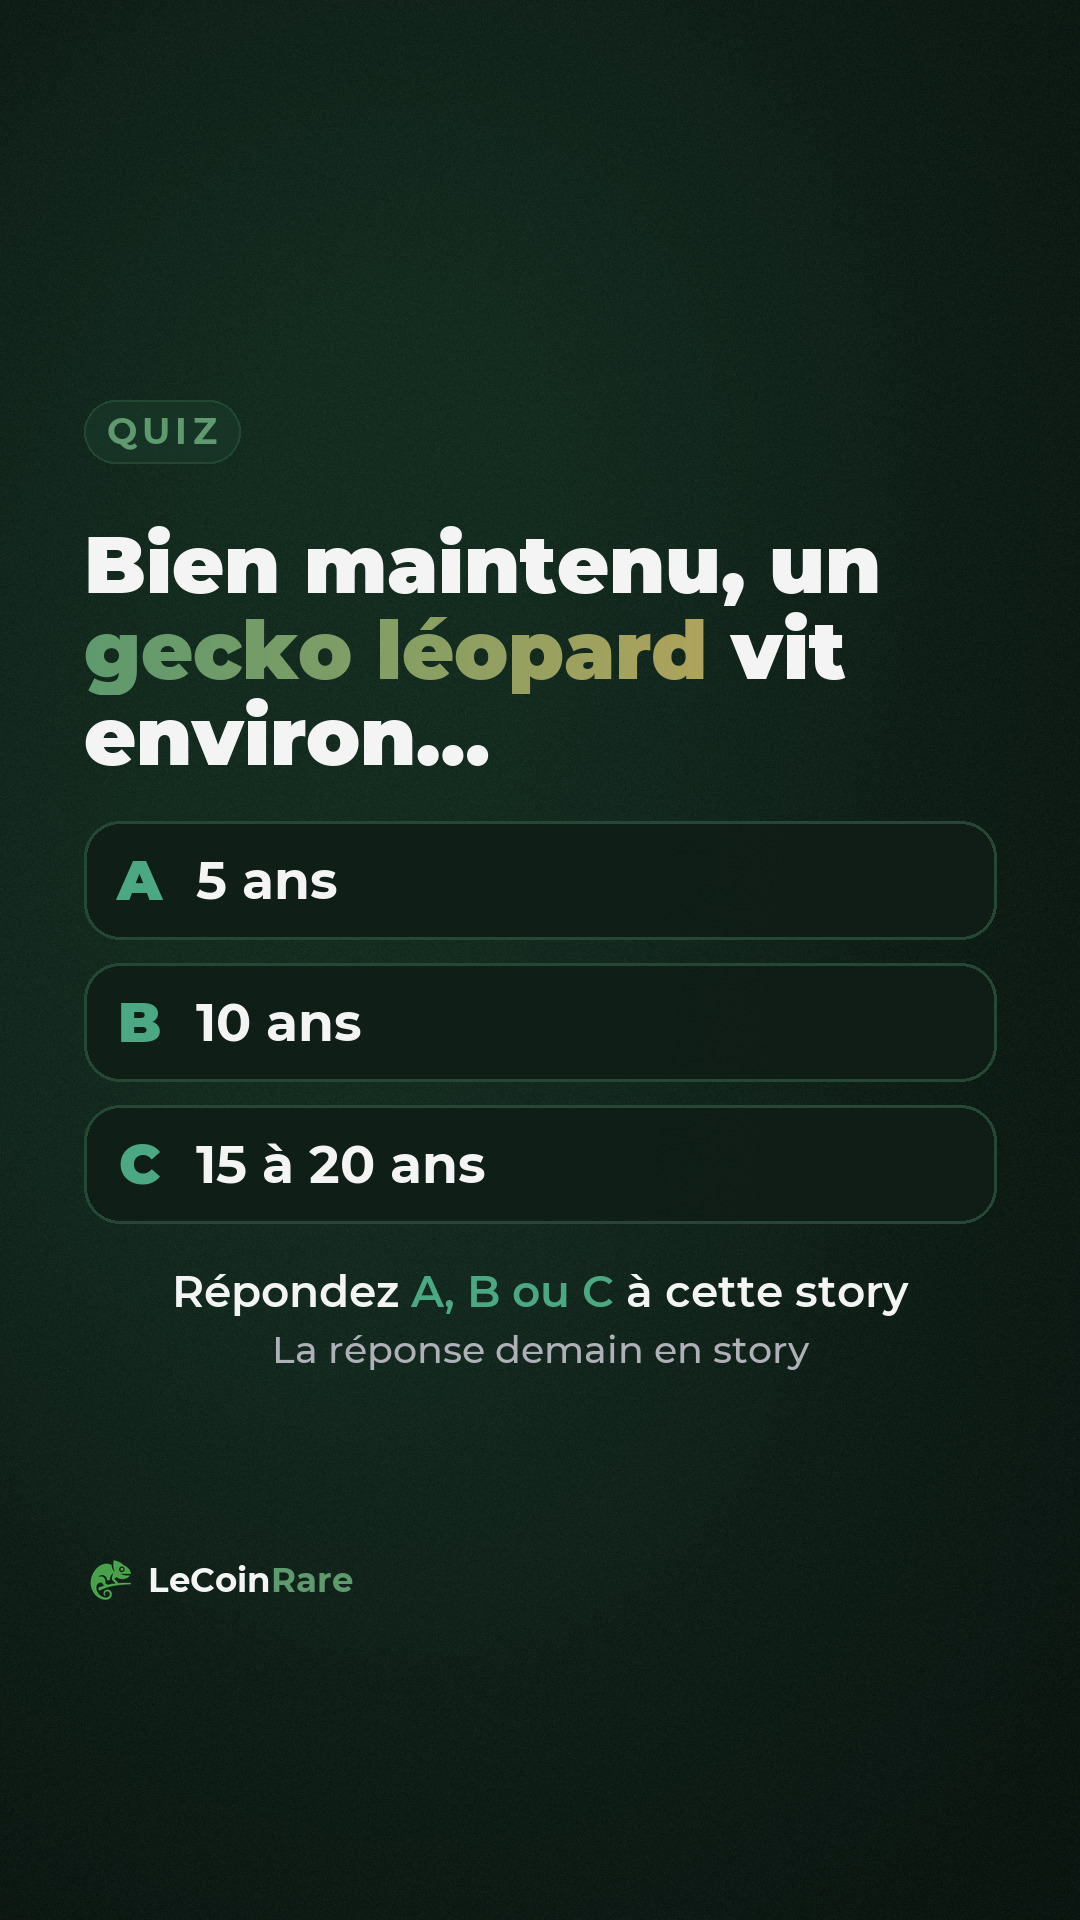 QUIZ
Bien maintenu, un
gecko léopard vit
environ...
A 5 ans
B 10 ans
C 15 à 20 ans
Répondez A, B ou C à cette story
La réponse demain en story
LeCoinRare